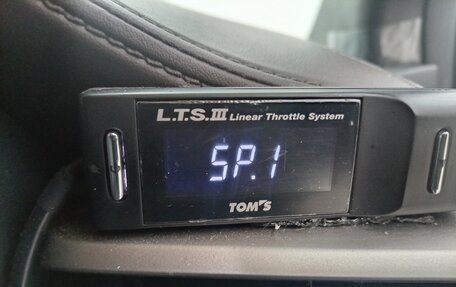 L.T.S.III Linear Throttle System
SP.1
TOM'S